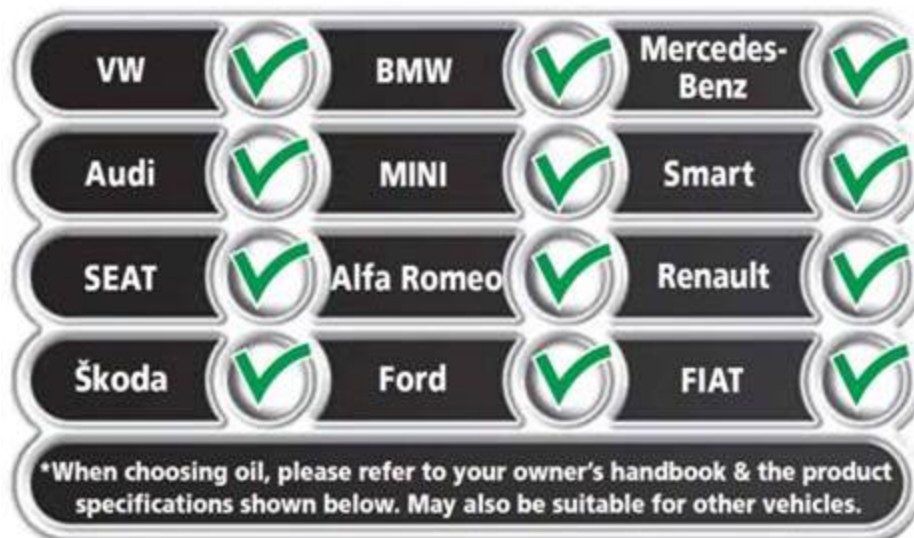 VW BMW Mercedes-
Benz
Audi MINI Smart
SEAT Alfa Romeo Renault
Škoda Ford FIAT
*When choosing oil, please refer to your owner's handbook & the product
specifications shown below. May also be suitable for other vehicles.